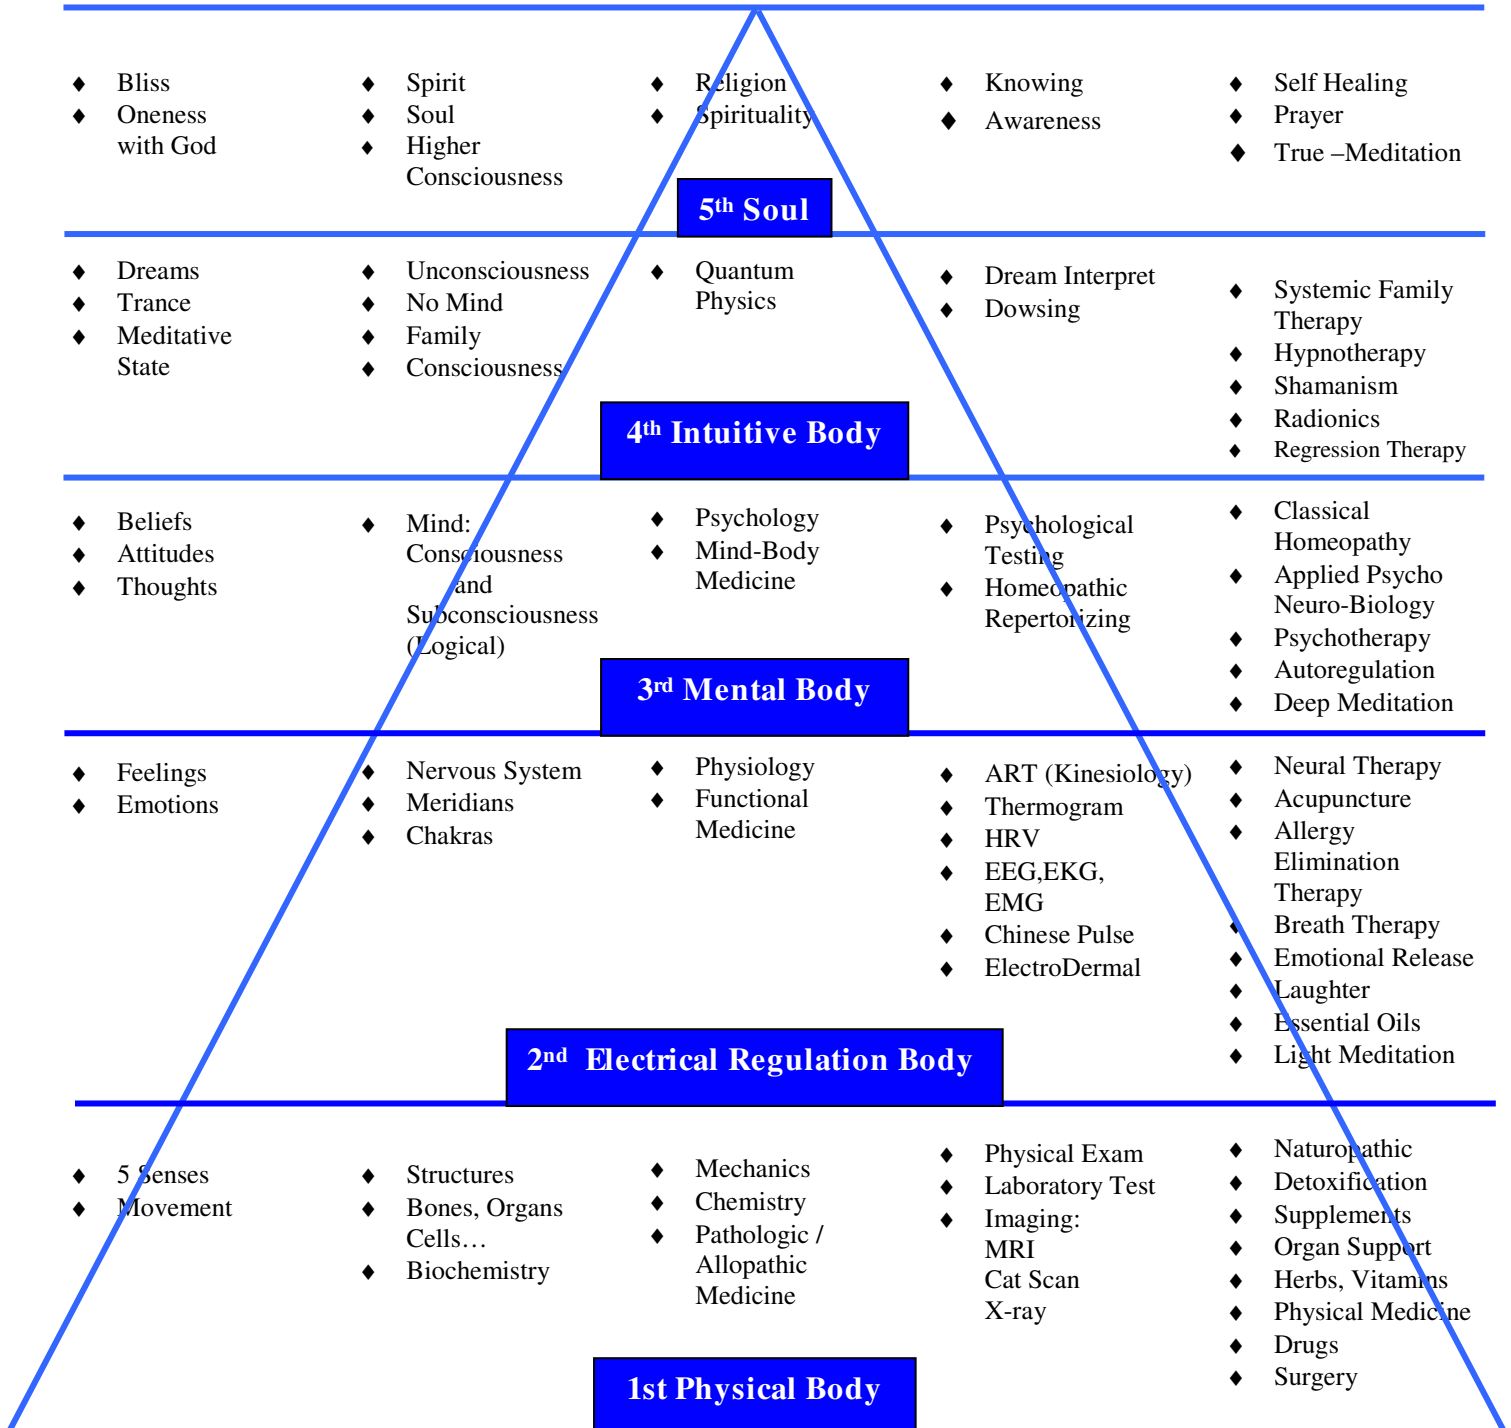 ♦ Bliss
♦ Oneness
with God
♦ Spirit
♦ Soul
♦ Higher
Consciousness
♦ Religion
♦ Spirituality
♦ Knowing
♦ Awareness
♦ Self Healing
♦ Prayer
♦ True –Meditation
5th Soul
♦ Dreams
♦ Trance
♦ Meditative
State
♦ Unconsciousness
♦ No Mind
♦ Family
♦ Consciousness
♦ Quantum
Physics
♦ Dream Interpret
♦ Dowsing
♦ Systemic Family
Therapy
♦ Hypnotherapy
♦ Shamanism
♦ Radionics
♦ Regression Therapy
4th Intuitive Body
♦ Beliefs
♦ Attitudes
♦ Thoughts
♦ Mind:
Consciousness
and
Subconsciousness
(Logical)
♦ Psychology
♦ Mind-Body
Medicine
♦ Psychological
Testing
♦ Homeopathic
Repertorizing
♦ Classical
Homeopathy
♦ Applied Psycho
Neuro-Biology
♦ Psychotherapy
♦ Autoregulation
♦ Deep Meditation
3rd Mental Body
♦ Feelings
♦ Emotions
♦ Nervous System
♦ Meridians
♦ Chakras
♦ Physiology
♦ Functional
Medicine
♦ ART (Kinesiology)
♦ Thermogram
♦ HRV
♦ EEG,EKG,
EMG
♦ Chinese Pulse
♦ ElectroDermal
♦ Neural Therapy
♦ Acupuncture
♦ Allergy
Elimination
Therapy
♦ Breath Therapy
♦ Emotional Release
♦ Laughter
♦ Essential Oils
♦ Light Meditation
2nd Electrical Regulation Body
♦ 5 Senses
♦ Movement
♦ Structures
♦ Bones, Organs
Cells…
♦ Biochemistry
♦ Mechanics
♦ Chemistry
♦ Pathologic /
Allopathic
Medicine
♦ Physical Exam
♦ Laboratory Test
♦ Imaging:
MRI
Cat Scan
X-ray
♦ Naturopathic
♦ Detoxification
♦ Supplements
♦ Organ Support
♦ Herbs, Vitamins
♦ Physical Medicine
♦ Drugs
♦ Surgery
1st Physical Body